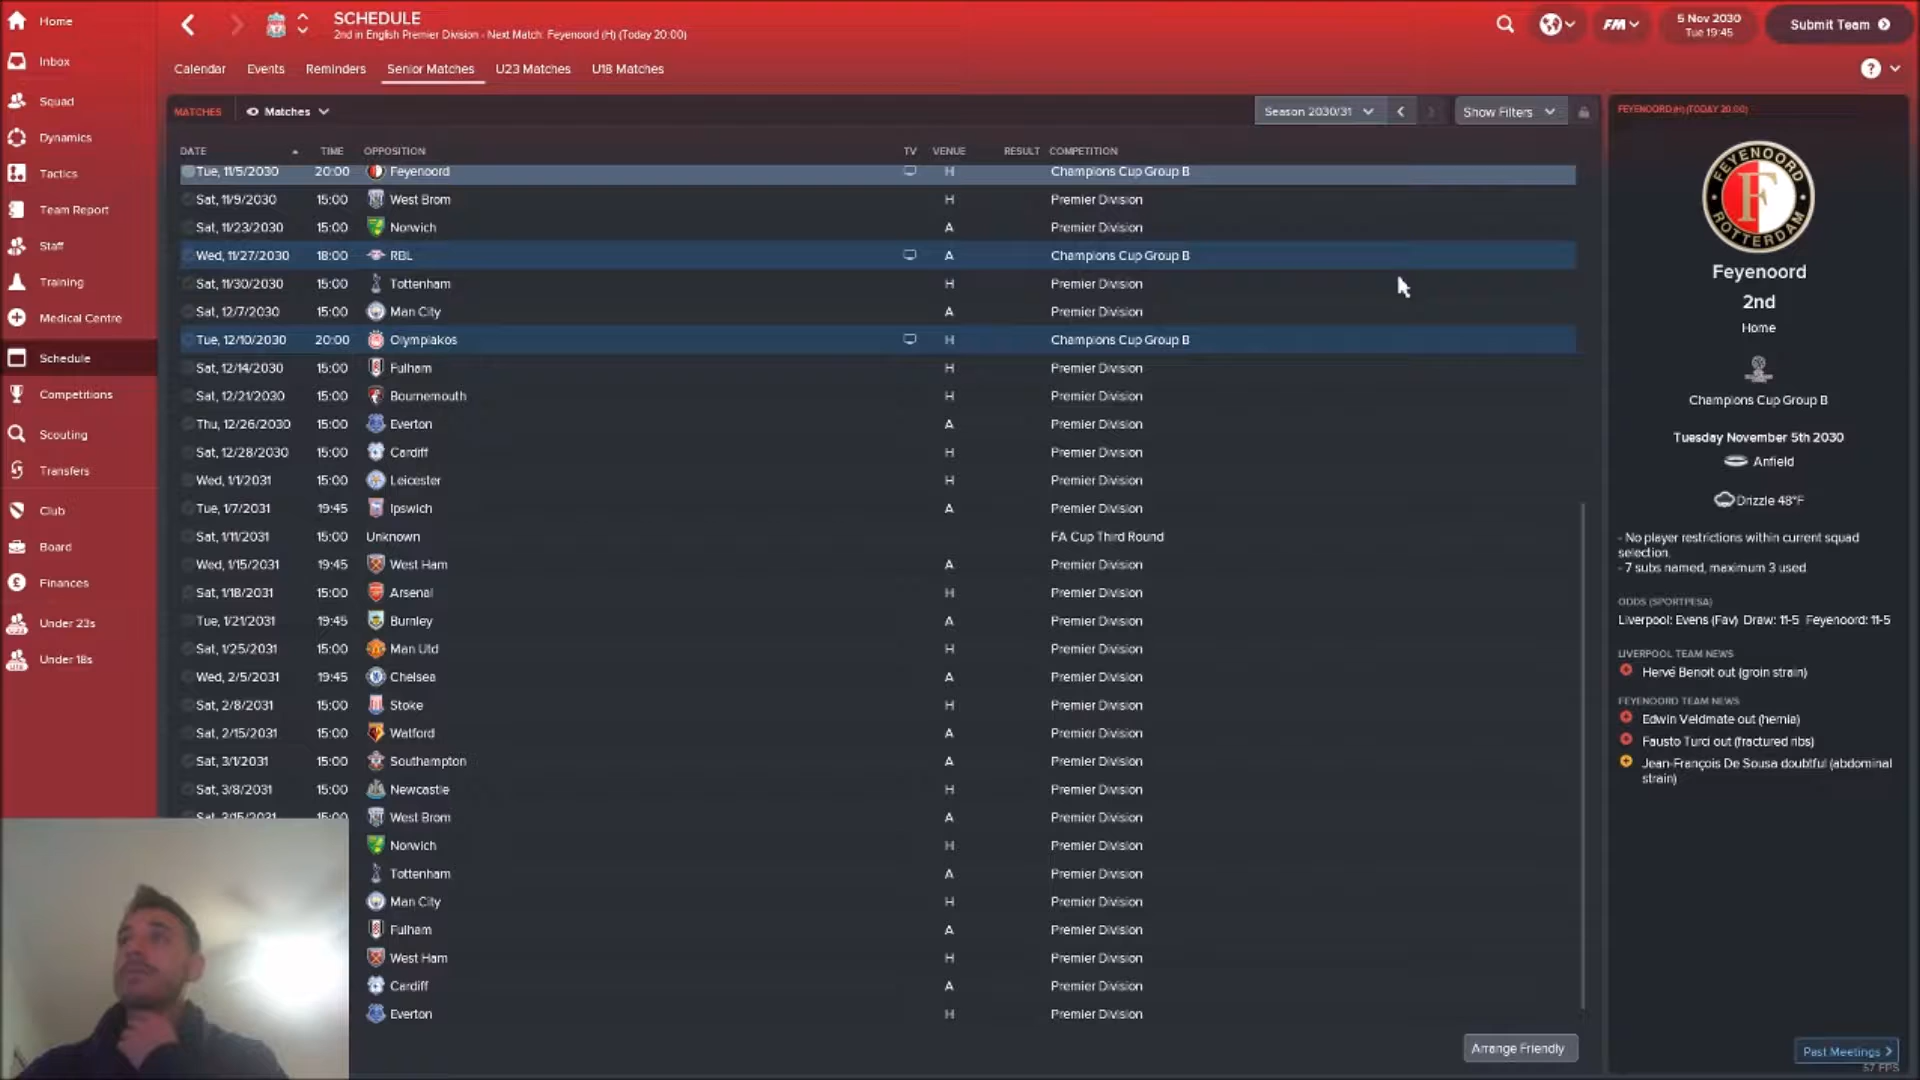 Home
Inbox
Squad
Dynamics
Tactics
Team Report
Staff
Training
Medical Centre
Schedule
Competitions
Scouting
Transfers
Club
Board
Finances
Under 23s
Under 18s
SCHEDULE
2nd in English Premier Division - Next Match: Feyenoord (H) (Today 20:00)
FM
5 Nov 2030
Tue 19:45
Submit Team
Calendar Events Reminders Senior Matches U23 Matches U18 Matches
?
MATCHES Matches Season 2030/31 Show Filters
DATE TIME OPPOSITION TV VENUE RESULT COMPETITION
Tue, 11/5/2030 20:00 Feyenoord H Champions Cup Group B
Sat, 11/9/2030 15:00 West Brom H Premier Division
Sat, 11/23/2030 15:00 Norwich A Premier Division
Wed, 11/27/2030 18:00 RBL A Champions Cup Group B
Sat, 11/30/2030 15:00 Tottenham H Premier Division
Sat, 12/7/2030 15:00 Man City A Premier Division
Tue, 12/10/2030 20:00 Olympiakos H Champions Cup Group B
Sat, 12/14/2030 15:00 Fulham H Premier Division
Sat, 12/21/2030 15:00 Bournemouth H Premier Division
Thu, 12/26/2030 15:00 Everton A Premier Division
Sat, 12/28/2030 15:00 Cardiff H Premier Division
Wed, 1/1/2031 15:00 Leicester H Premier Division
Tue, 1/7/2031 19:45 Ipswich A Premier Division
Sat, 1/11/2031 15:00 Unknown FA Cup Third Round
Wed, 1/15/2031 19:45 West Ham A Premier Division
Sat, 1/18/2031 15:00 Arsenal H Premier Division
Tue, 1/21/2031 19:45 Burnley A Premier Division
Sat, 1/25/2031 15:00 Man Utd H Premier Division
Wed, 2/5/2031 19:45 Chelsea A Premier Division
Sat, 2/8/2031 15:00 Stoke H Premier Division
Sat, 2/15/2031 15:00 Watford A Premier Division
Sat, 3/1/2031 15:00 Southampton A Premier Division
Sat, 3/8/2031 15:00 Newcastle H Premier Division
Sat, 3/15/2031 15:00 West Brom A Premier Division
Norwich H Premier Division
Tottenham A Premier Division
Man City H Premier Division
Fulham A Premier Division
West Ham H Premier Division
Cardiff A Premier Division
Everton H Premier Division
Arrange Friendly
FEYENOORD (H) (TODAY 20:00)
FEYENOORD
F
ROTTERDAM
Feyenoord
2nd
Home
Champions Cup Group B
Tuesday November 5th 2030
Anfield
Drizzle 48°F
- No player restrictions within current squad
selection.
- 7 subs named, maximum 3 used
ODDS (SPORTPESA)
Liverpool: Evens (Fav) Draw: 11-5 Feyenoord: 11-5
LIVERPOOL TEAM NEWS
Hervé Benoit out (groin strain)
FEYENOORD TEAM NEWS
Edwin Veldmate out (hernia)
Fausto Turci out (fractured ribs)
Jean-François De Sousa doubtful (abdominal
strain)
Past Meetings
57 FPS